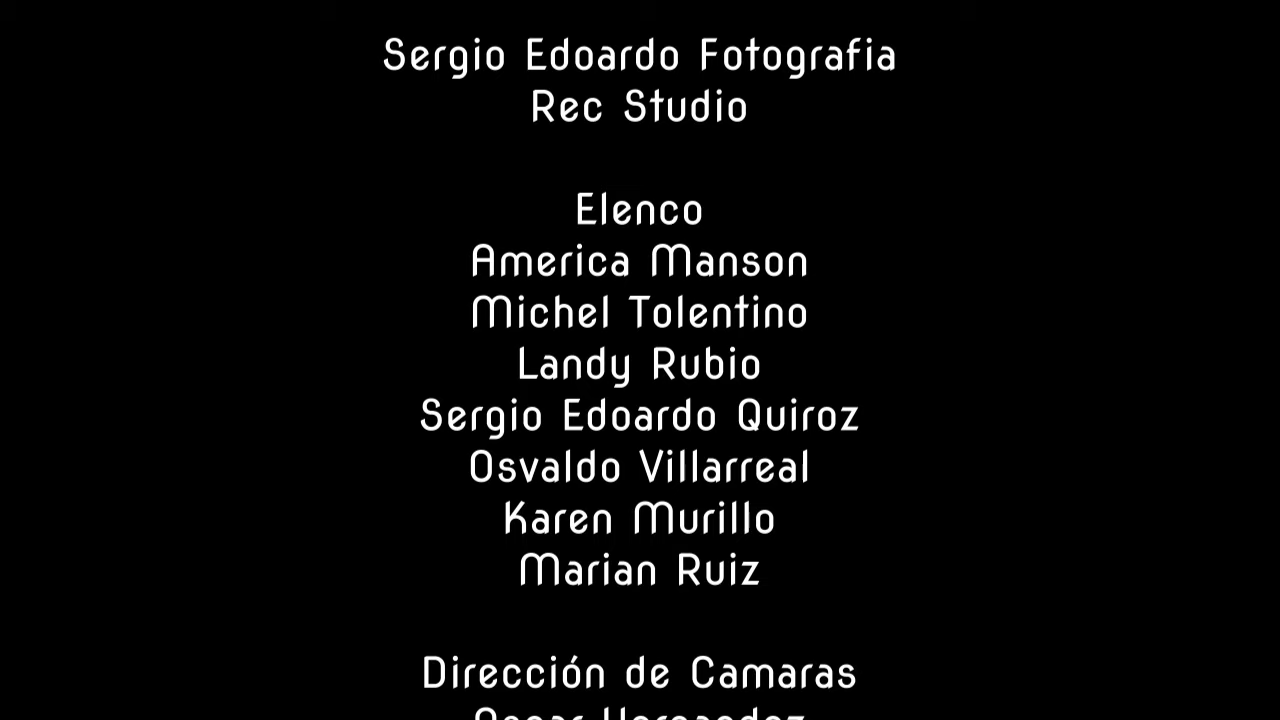 Sergio Edoardo Fotografia
Rec Studio
Elenco
America Manson
Michel Tolentino
Landy Rubio
Sergio Edoardo Quiroz
Osvaldo Villarreal
Karen Murillo
Marian Ruiz
Dirección de Camaras